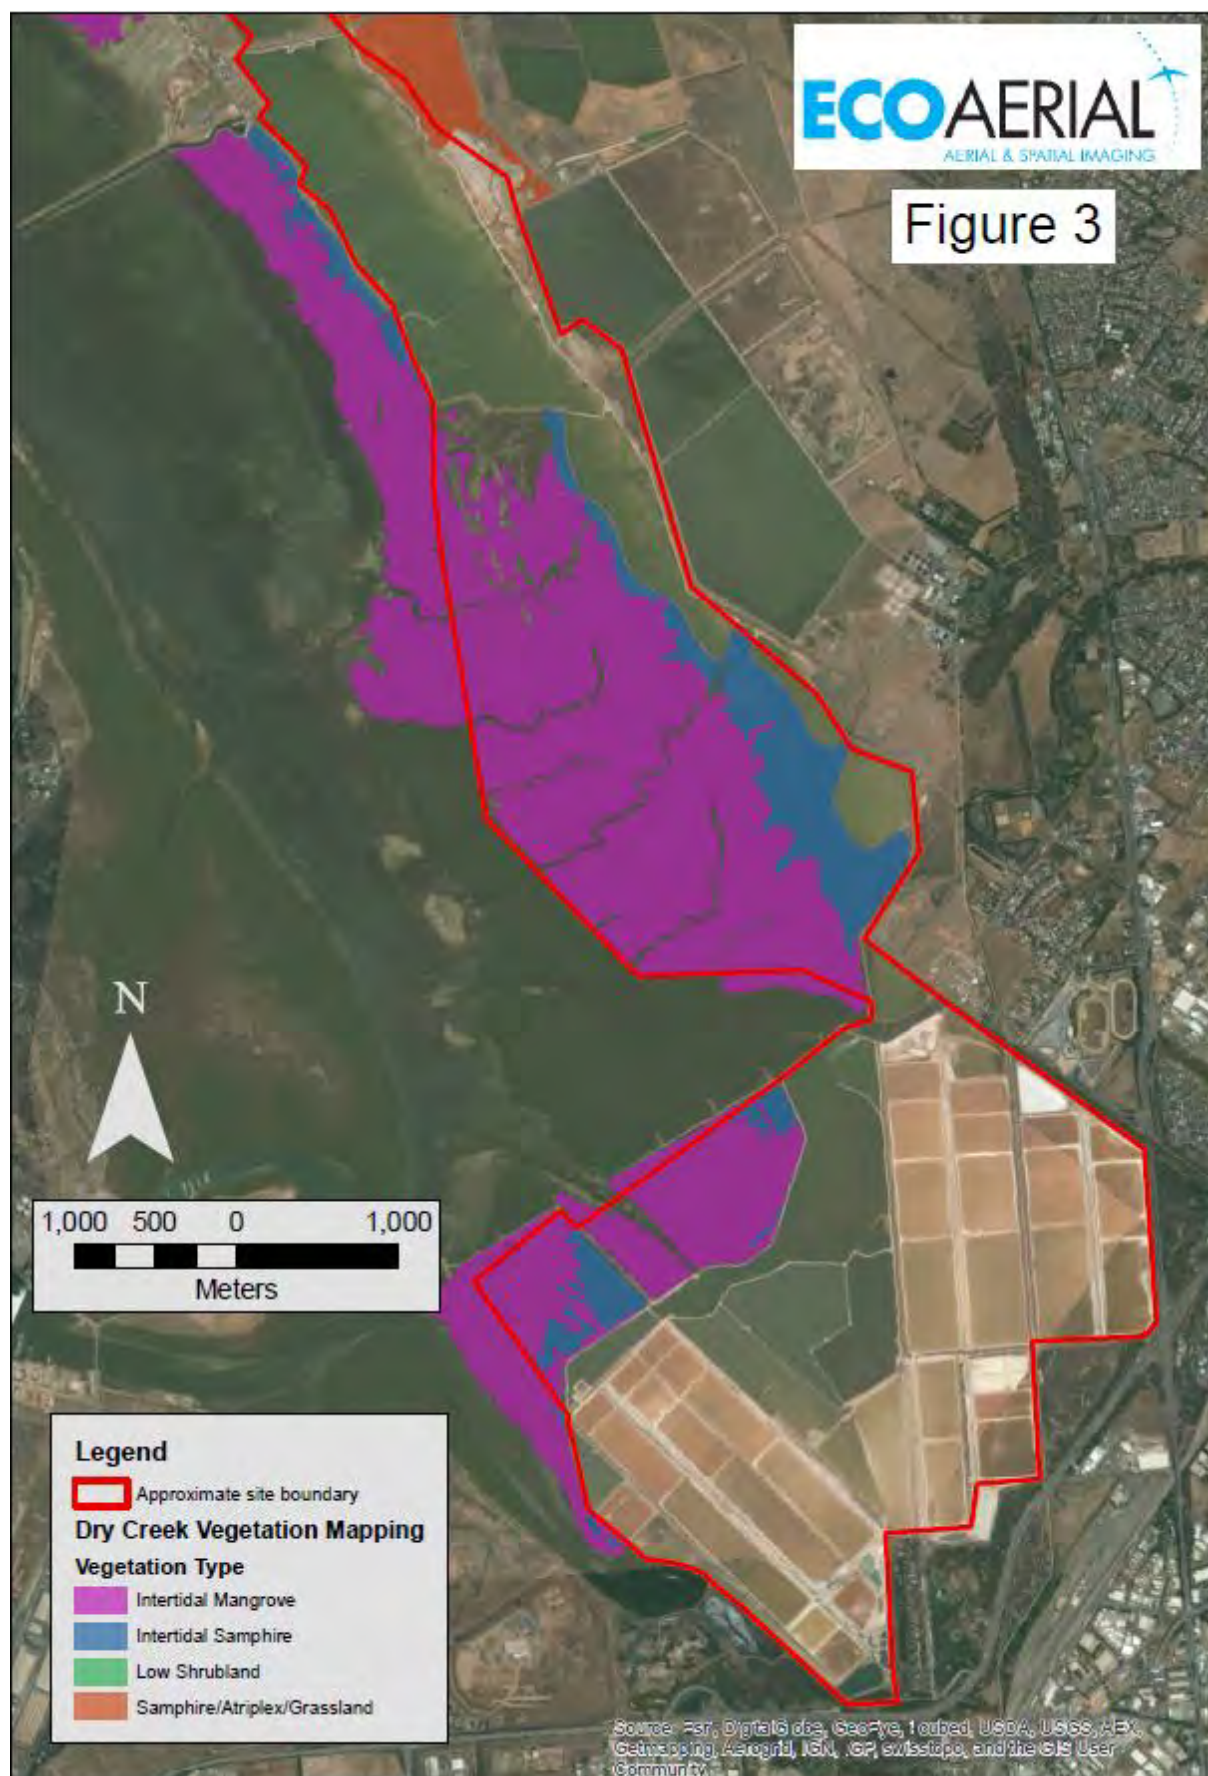 ECOAERIAL
AERIAL & SPATIAL IMAGING
Figure 3
N
1,000 500 0 1,000
Meters
Legend
Approximate site boundary
Dry Creek Vegetation Mapping
Vegetation Type
Intertidal Mangrove
Intertidal Samphire
Low Shrubland
Samphire/Atriplex/Grassland
Source: Esri, DigitalGlobe, GeoEye, i-cubed, USDA, USGS, AEX,
Getmapping, Aerogrid, IGN, IGP, swisstopo, and the GIS User
Community